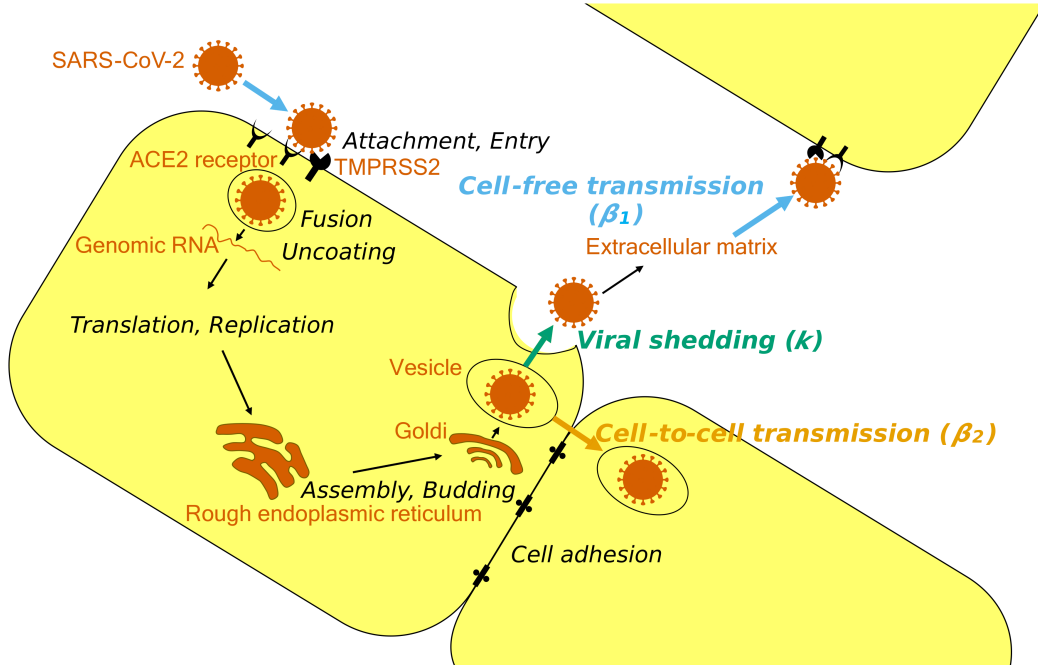 SARS-CoV-2
Attachment, Entry
ACE2 receptor
TMPRSS2
Cell-free transmission
(β₁)
Fusion
Genomic RNA
Uncoating
Extracellular matrix
Translation, Replication
Viral shedding (k)
Vesicle
Goldi
Cell-to-cell transmission (β₂)
Assembly, Budding
Rough endoplasmic reticulum
Cell adhesion